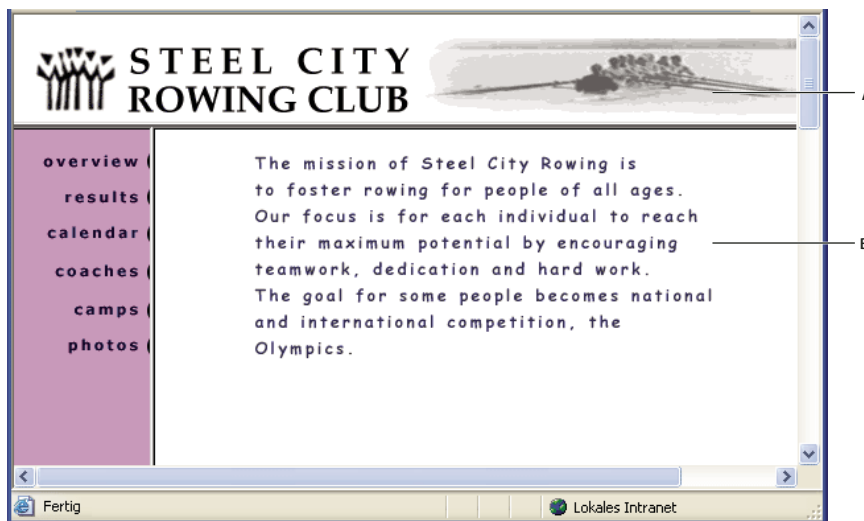 STEEL CITY
ROWING CLUB
overview
results
calendar
coaches
camps
photos
The mission of Steel City Rowing is
to foster rowing for people of all ages.
Our focus is for each individual to reach
their maximum potential by encouraging
teamwork, dedication and hard work.
The goal for some people becomes national
and international competition, the
Olympics.
Fertig
Lokales Intranet